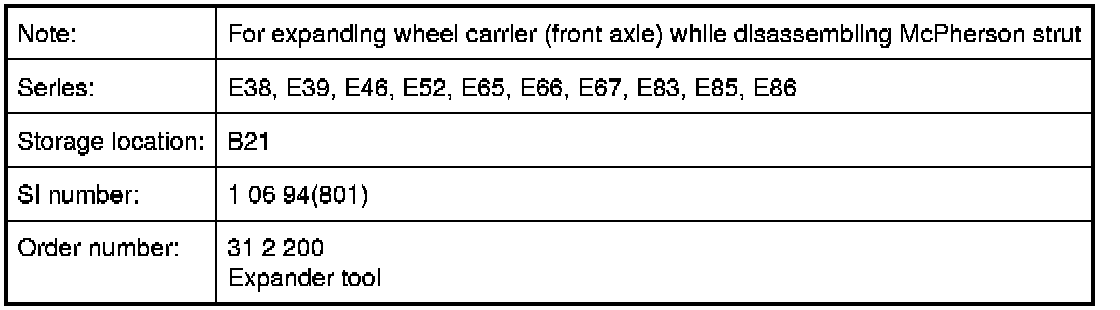 Note: For expanding wheel carrier (front axle) while disassembling McPherson strut
Series: E38, E39, E46, E52, E65, E66, E67, E83, E85, E86
Storage location: B21
SI number: 1 06 94(801)
Order number: 31 2 200
Expander tool